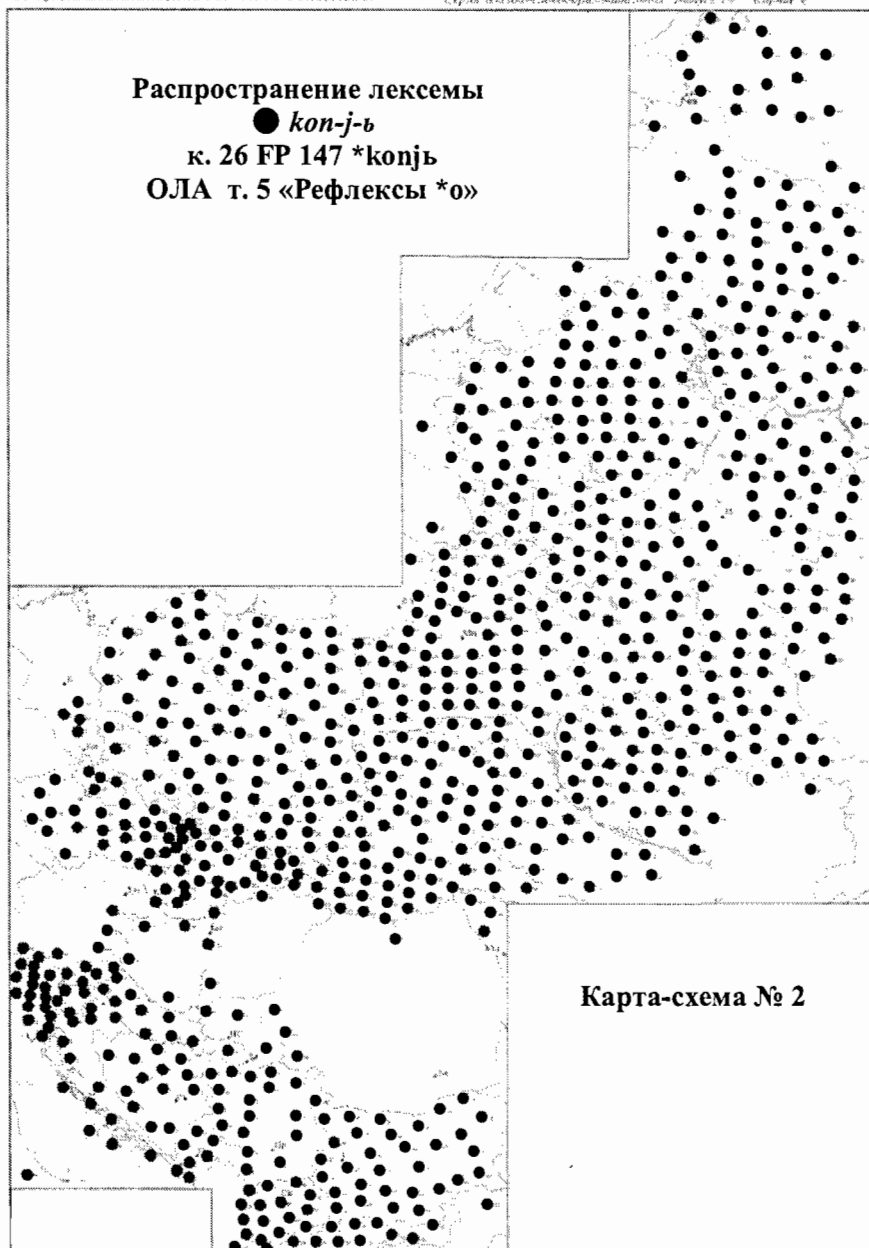 Распространение лексемы
● kon-j-ь
к. 26 FP 147 *konjь
ОЛА т. 5 «Рефлексы *о»
Карта-схема № 2